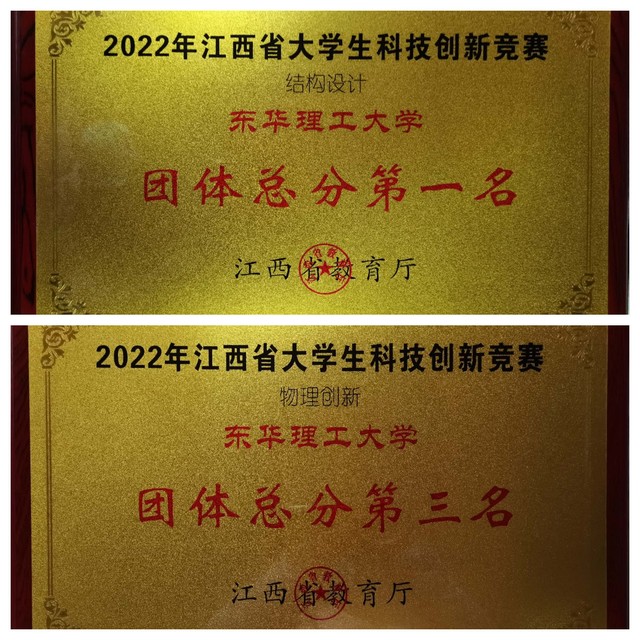 2022年江西省大学生科技创新竞赛
结构设计
东华理工大学
团体总分第一名
江西省教育厅
2022年江西省大学生科技创新竞赛
物理创新
东华理工大学
团体总分第三名
江西省教育厅